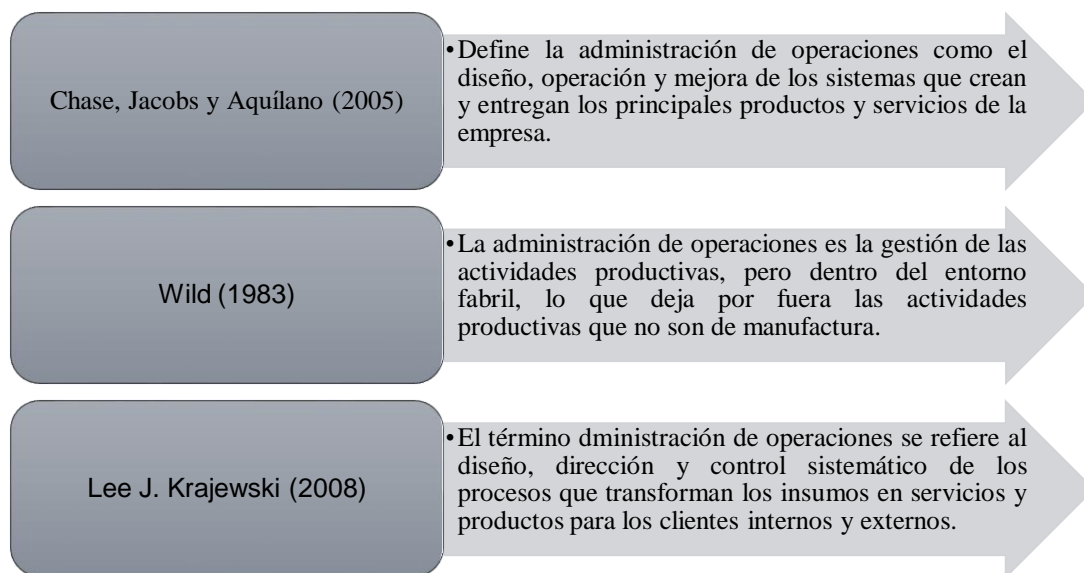 Chase, Jacobs y Aquílano (2005)
•Define la administración de operaciones como el
diseño, operación y mejora de los sistemas que crean
y entregan los principales productos y servicios de la
empresa.
Wild (1983)
•La administración de operaciones es la gestión de las
actividades productivas, pero dentro del entorno
fabril, lo que deja por fuera las actividades
productivas que no son de manufactura.
Lee J. Krajewski (2008)
•El término dministración de operaciones se refiere al
diseño, dirección y control sistemático de los
procesos que transforman los insumos en servicios y
productos para los clientes internos y externos.